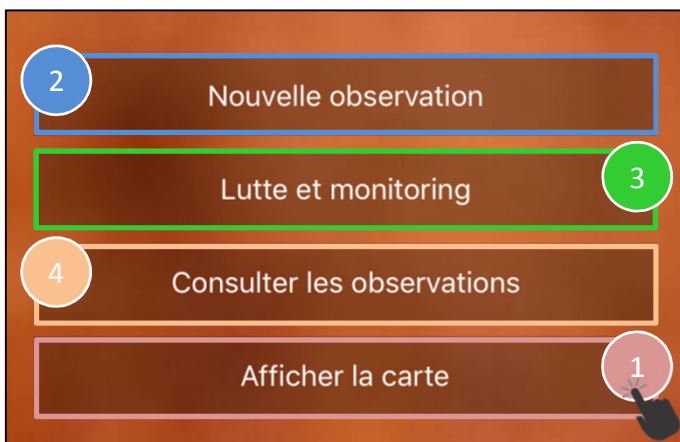 2
Nouvelle observation
Lutte et monitoring
3
4
Consulter les observations
Afficher la carte
1